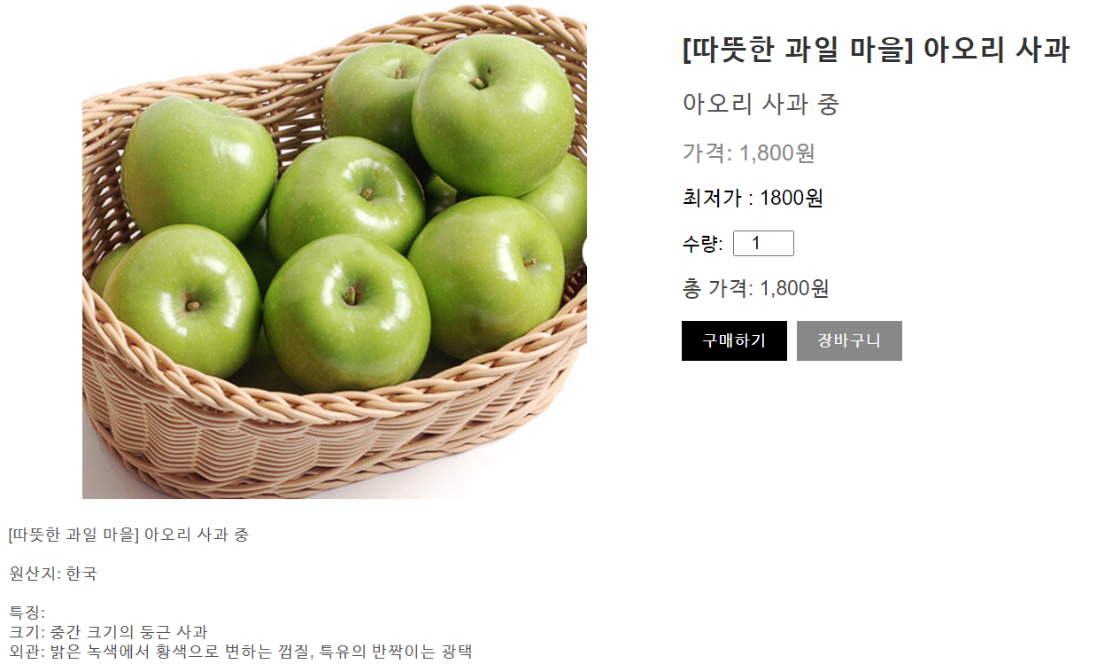 [따뜻한 과일 마을] 아오리 사과
아오리 사과 중
가격: 1,800원
최저가 : 1800원
수량: 1
총 가격: 1,800원
구매하기 장바구니
[따뜻한 과일 마을] 아오리 사과 중
원산지: 한국
특징:
크기: 중간 크기의 둥근 사과
외관: 밝은 녹색에서 황색으로 변하는 껍질, 특유의 반짝이는 광택